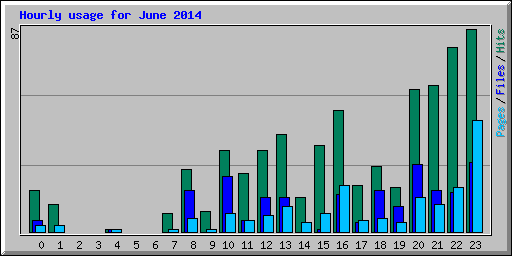 Hourly usage for June 2014
87
Pages / Files / Hits
0 1 2 3 4 5 6 7 8 9 10 11 12 13 14 15 16 17 18 19 20 21 22 23